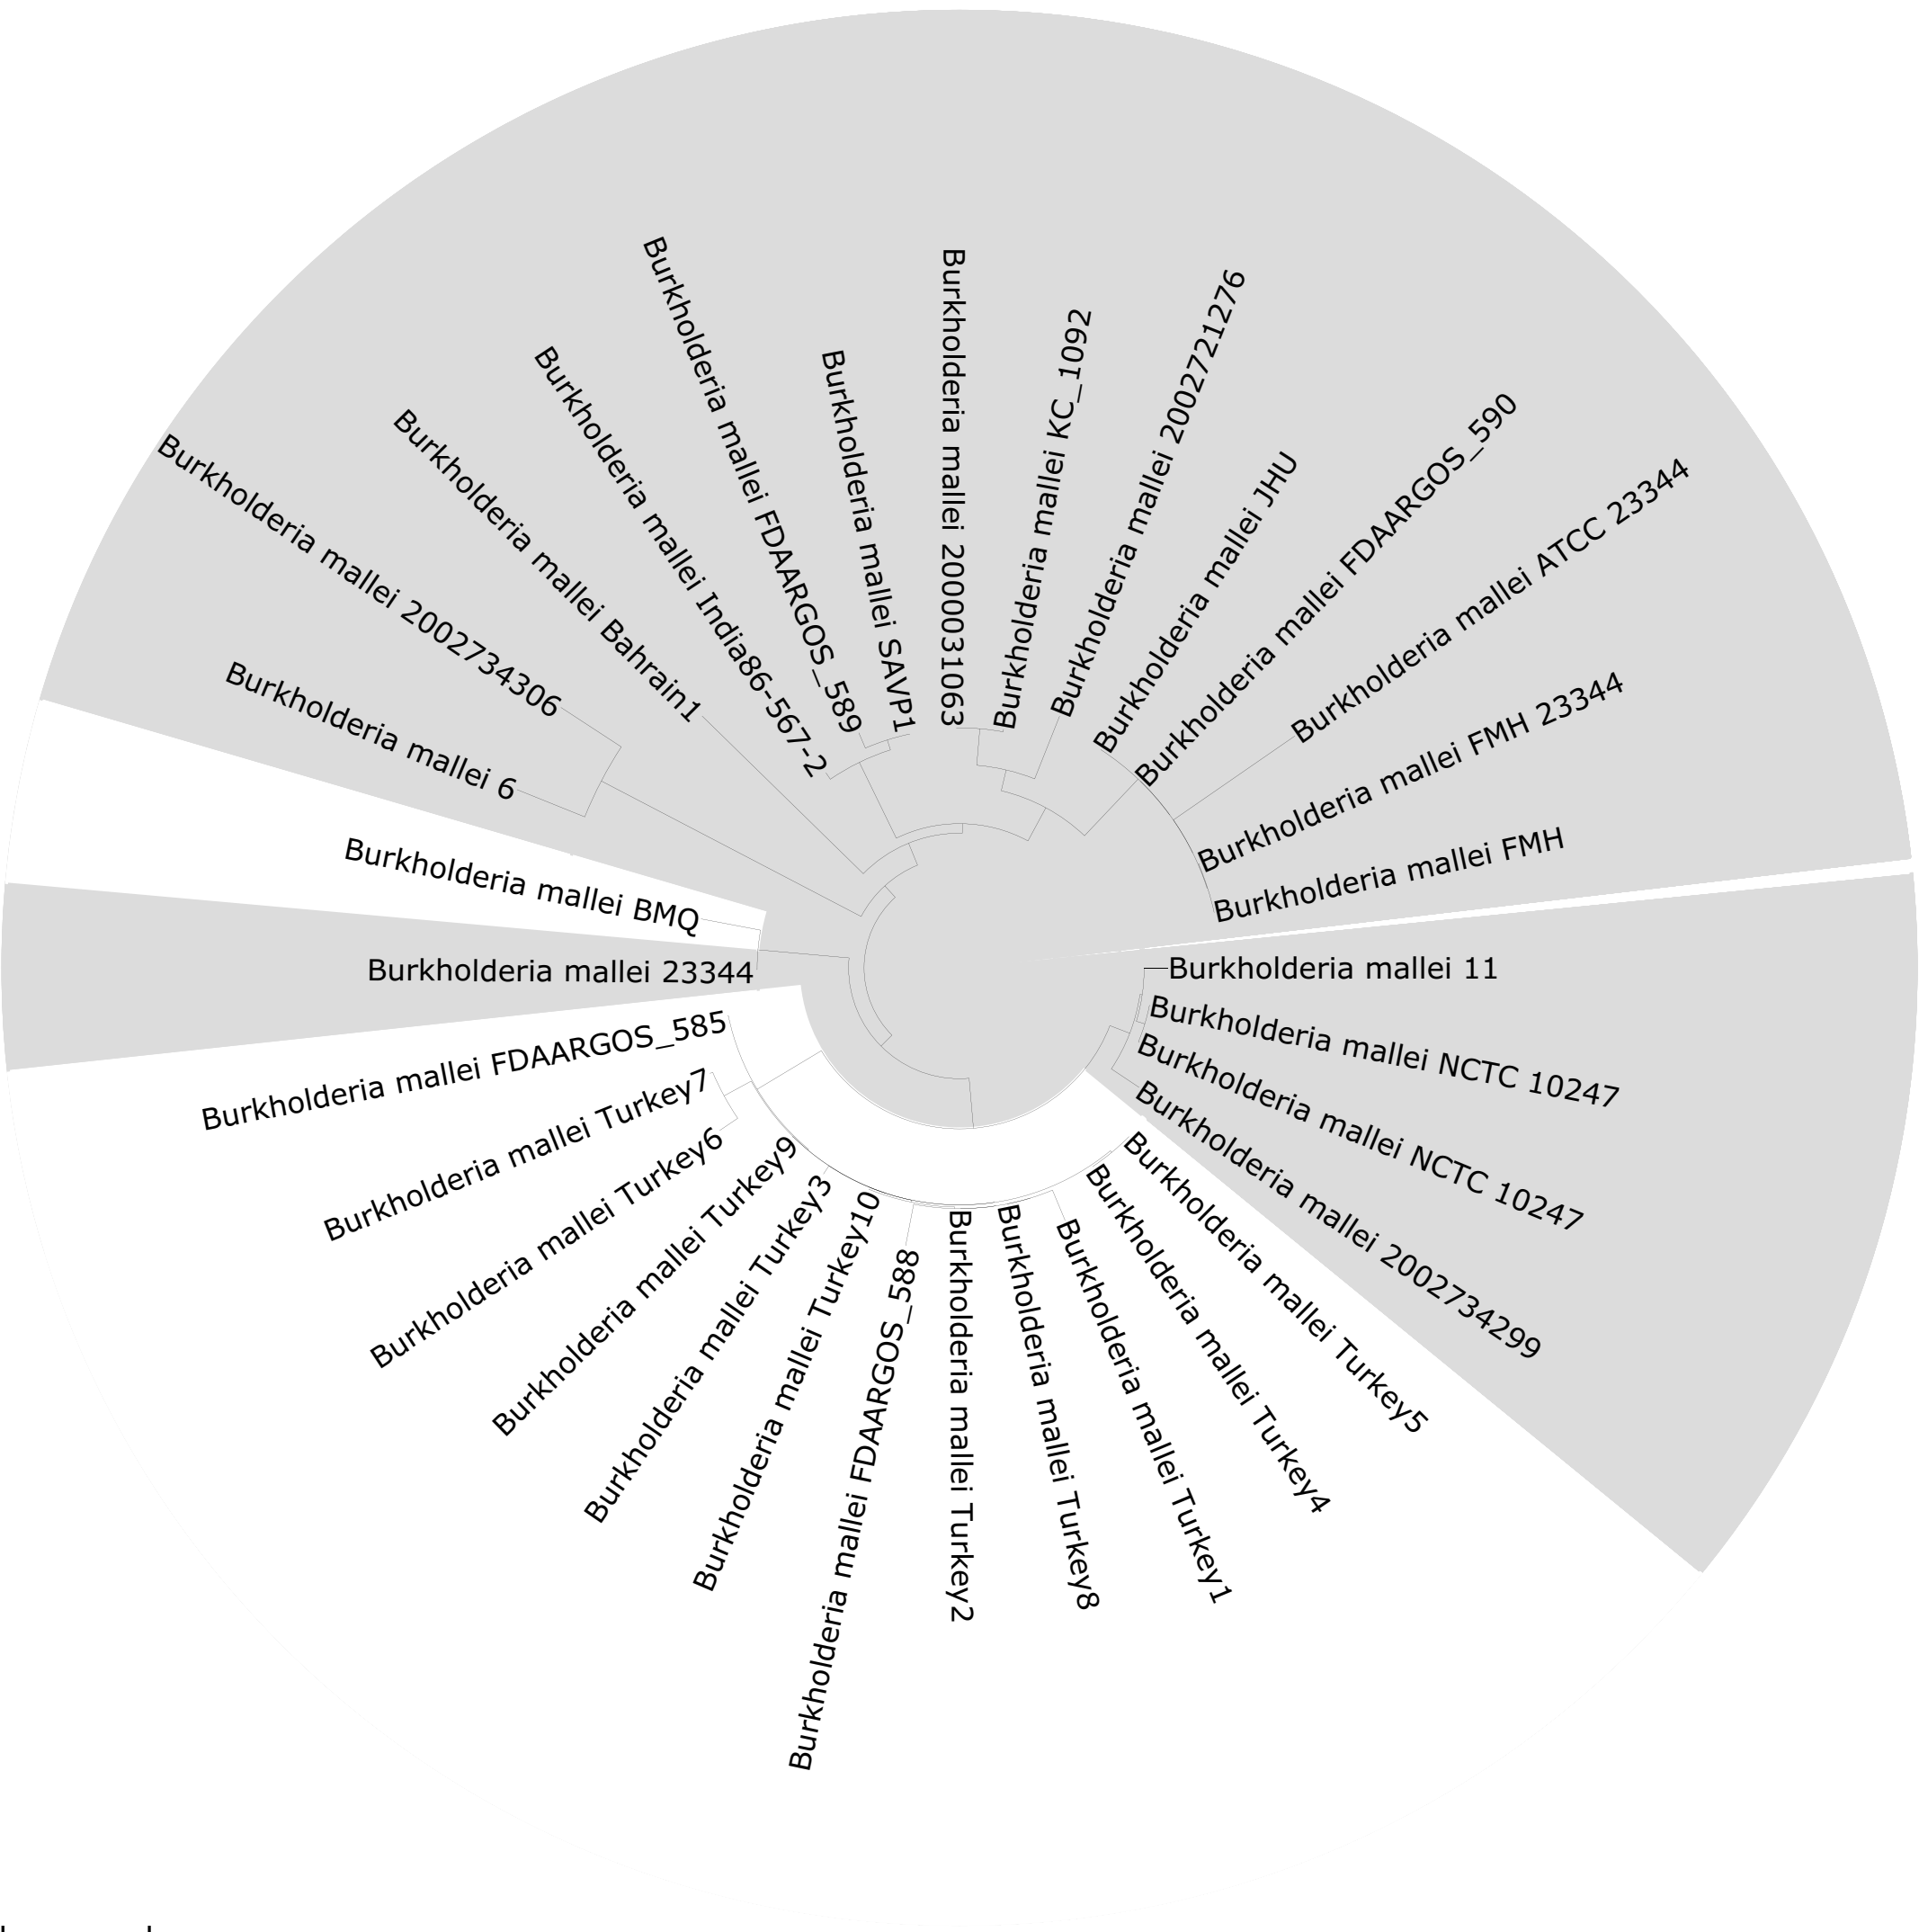 Burkholderia mallei 6
Burkholderia mallei 2002734306
Burkholderia mallei Bahrain1
Burkholderia mallei India86-567-2
Burkholderia mallei FDAARGOS_589
Burkholderia mallei SAVP1
Burkholderia mallei 2000031063
Burkholderia mallei KC_1092
Burkholderia mallei 2002721276
Burkholderia mallei JHU
Burkholderia mallei FDAARGOS_590
Burkholderia mallei ATCC 23344
Burkholderia mallei FMH 23344
Burkholderia mallei FMH
Burkholderia mallei 11
Burkholderia mallei NCTC 10247
Burkholderia mallei NCTC 10247
Burkholderia mallei 2002734299
Burkholderia mallei Turkey5
Burkholderia mallei Turkey4
Burkholderia mallei Turkey1
Burkholderia mallei Turkey8
Burkholderia mallei Turkey2
Burkholderia mallei FDAARGOS_588
Burkholderia mallei Turkey10
Burkholderia mallei Turkey3
Burkholderia mallei Turkey9
Burkholderia mallei Turkey6
Burkholderia mallei Turkey7
Burkholderia mallei FDAARGOS_585
Burkholderia mallei 23344
Burkholderia mallei BMQ